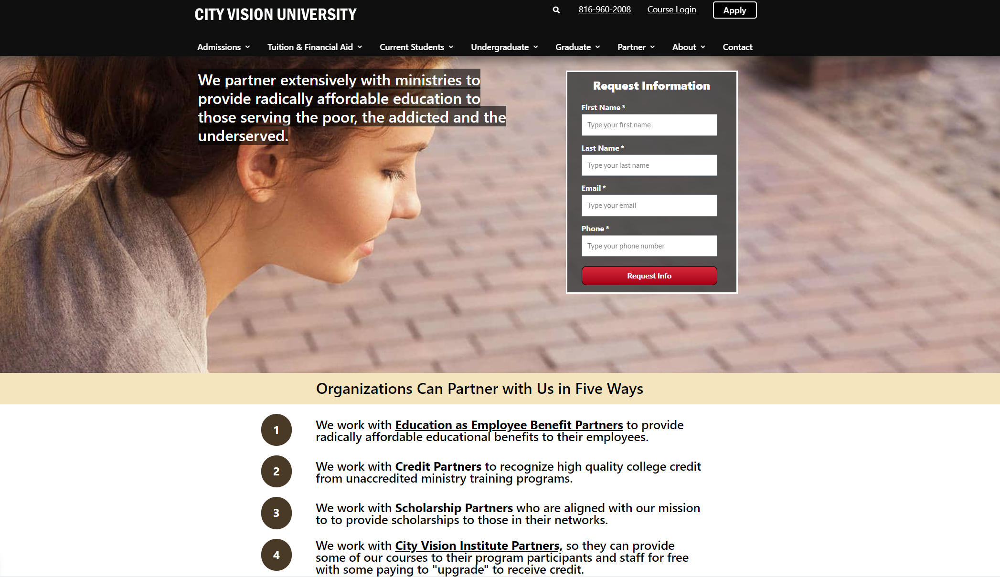 CITY VISION UNIVERSITY
816-960-2008
Course Login
Apply
Admissions
Tuition & Financial Aid
Current Students
Undergraduate
Graduate
Partner
About
Contact
We partner extensively with ministries to
provide radically affordable education to
those serving the poor, the addicted and the
underserved.
Request Information
First Name *
Type your first name
Last Name *
Type your last name
Email *
Type your email
Phone *
Type your phone number
Request Info
Organizations Can Partner with Us in Five Ways
1
We work with Education as Employee Benefit Partners to provide
radically affordable educational benefits to their employees.
2
We work with Credit Partners to recognize high quality college credit
from unaccredited ministry training programs.
3
We work with Scholarship Partners who are aligned with our mission
to to provide scholarships to those in their networks.
4
We work with City Vision Institute Partners, so they can provide
some of our courses to their program participants and staff for free
with some paying to "upgrade" to receive credit.